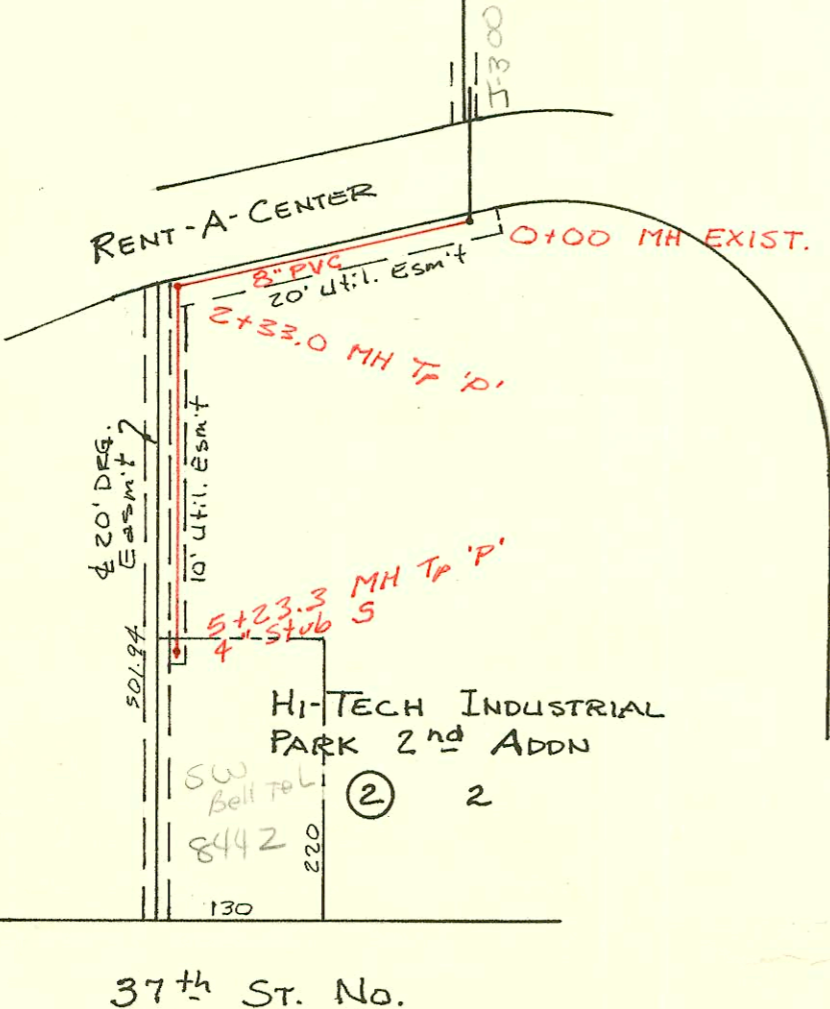 H-300
RENT-A-CENTER
0+00 MH EXIST.
8" PVC
20' Util. Esm't
2+33.0 MH Tp 'P'
℄ 20' DRG.
Easm't
10' Util. Esm't
5+23.3 MH Tp 'P'
4" Stub S
501.94
HI-TECH INDUSTRIAL
PARK 2nd ADDN
2 2
SW
Bell Tel
8442
220
130
37th ST. No.